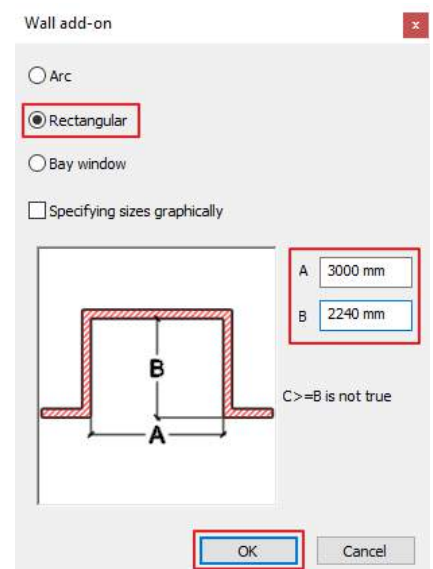 Wall add-on
x
Arc
Rectangular
Bay window
Specifying sizes graphically
A 3000 mm
B 2240 mm
B
A
C>=B is not true
OK Cancel